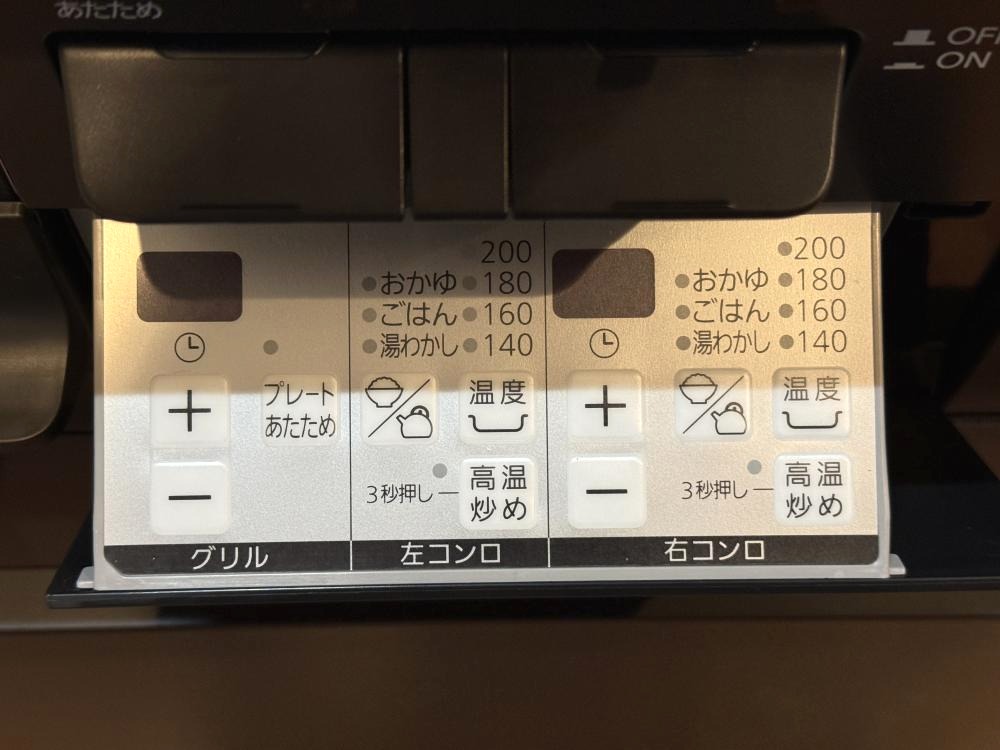 あたため
ON
プレート
あたため
グリル
200
おかゆ 180
ごはん 160
湯わかし 140
温度
3秒押し
高温
炒め
左コンロ
200
おかゆ 180
ごはん 160
湯わかし 140
温度
3秒押し
高温
炒め
右コンロ